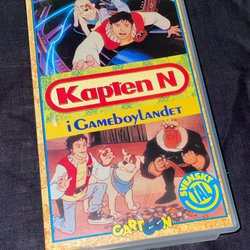 Kapten N
i GAMEBOYLANDET
SVENSKT
TAL
CARTOON